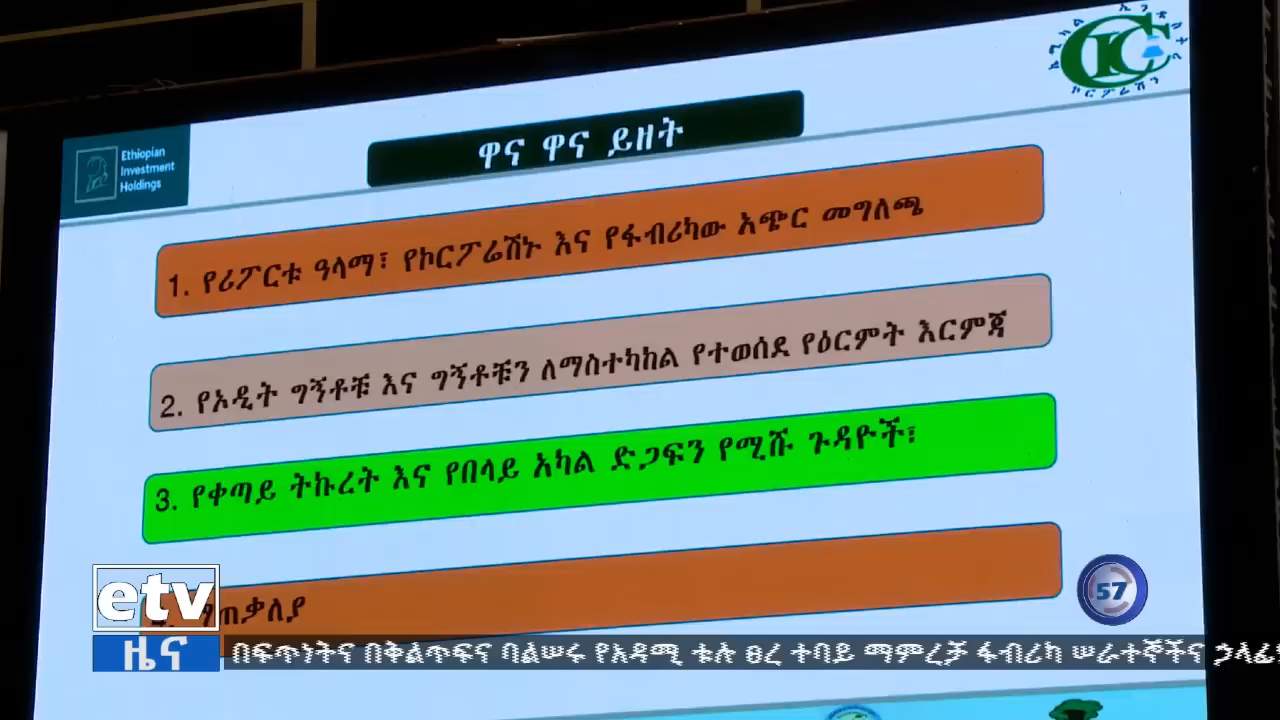 Ethiopian
Investment
Holdings
ዋና ዋና ይዘት
1. የሪፖርቱ ዓላማ፣ የኮርፖሬሽኑ እና የፋብሪካው አጭር መግለጫ
2. የኦዲት ግኝቶቹ እና ግኝቶቹን ለማስተካከል የተወሰደ የዕርምት እርምጃ
3. የቀጣይ ትኩረት እና የበላይ አካል ድጋፍን የሚሹ ጉዳዮች፣
ማጠቃለያ
etv
57
ዜና
በፍጥነትና በቅልጥፍና ባልሠሩ የአዳሚ ቱሉ ፀረ ተባይ ማምረቻ ፋብሪካ ሠራተኞችና